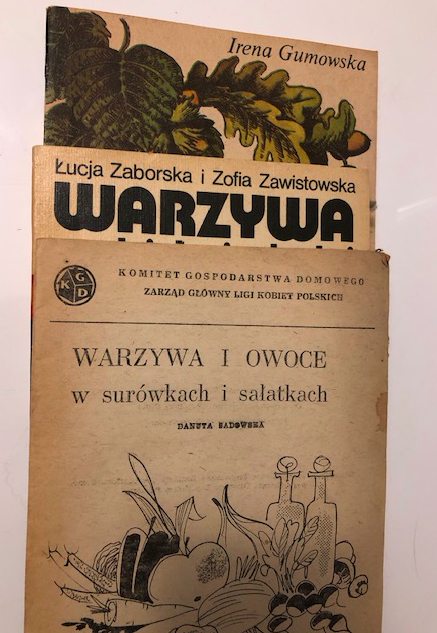 Irena Gumowska
Łucja Zaborska i Zofia Zawistowska
WARZYWA
K G D
KOMITET GOSPODARSTWA DOMOWEGO
ZARZĄD GŁÓWNY LIGI KOBIET POLSKICH
WARZYWA I OWOCE
w surówkach i sałatkach
DANUTA SADOWSKA